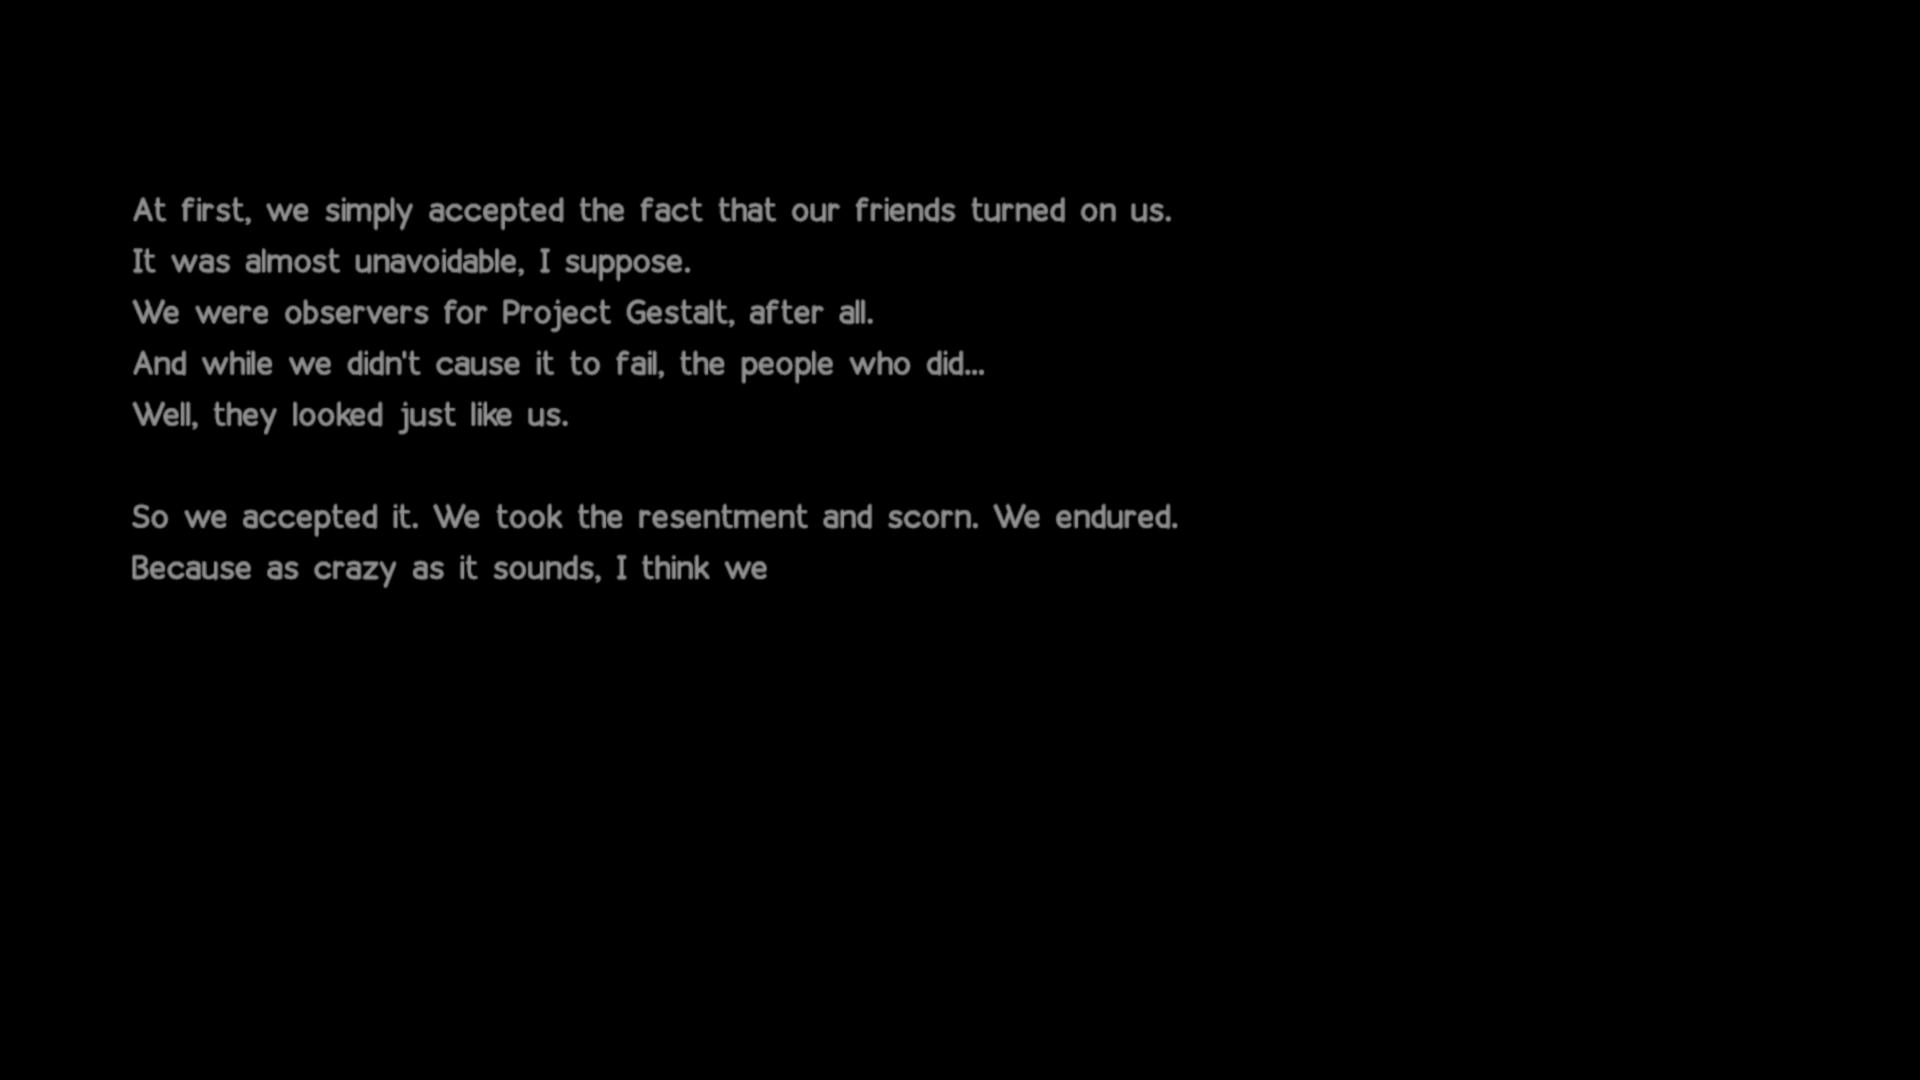 At first, we simply accepted the fact that our friends turned on us.
It was almost unavoidable, I suppose.
We were observers for Project Gestalt, after all.
And while we didn't cause it to fail, the people who did...
Well, they looked just like us.
So we accepted it. We took the resentment and scorn. We endured.
Because as crazy as it sounds, I think we